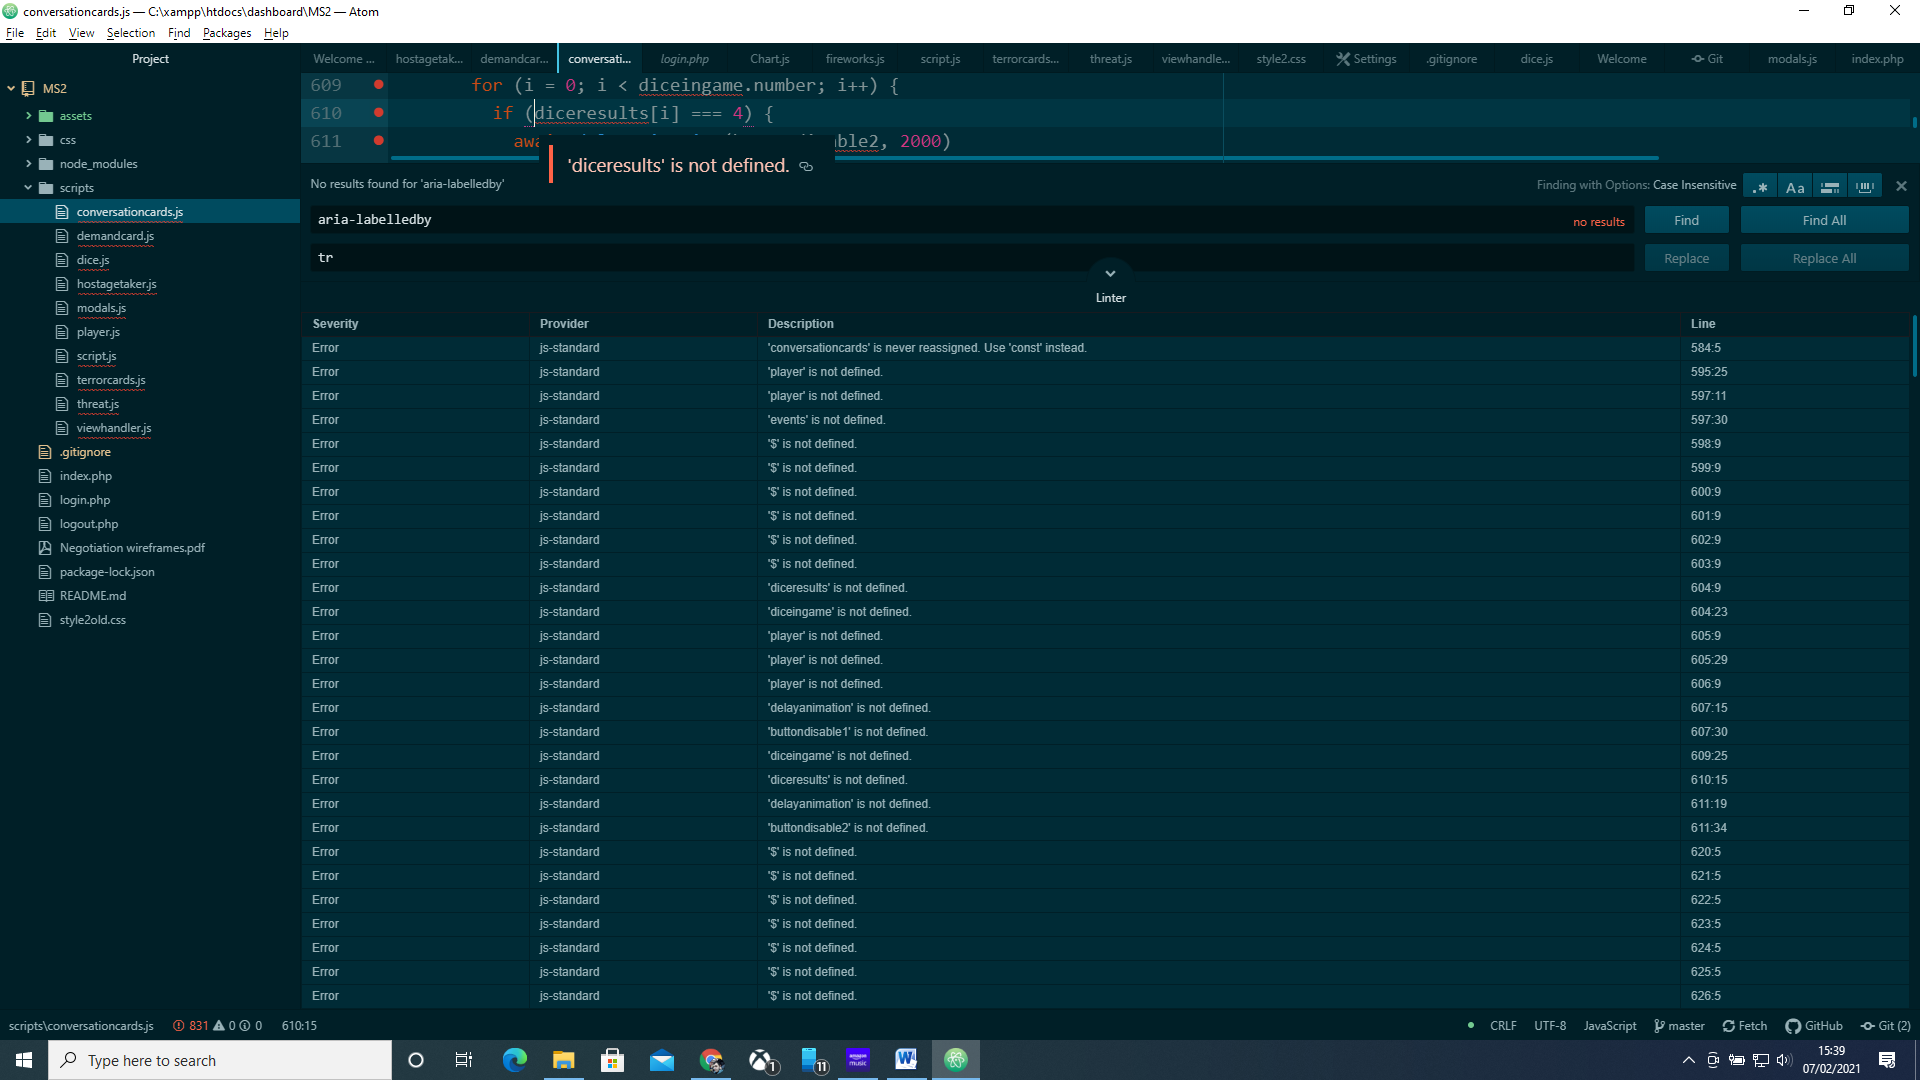 conversationcards.js — C:\xampp\htdocs\dashboard\MS2 — Atom
File Edit View Selection Find Packages Help
Project
MS2
assets
css
node_modules
scripts
conversationcards.js
demandcard.js
dice.js
hostagetaker.js
modals.js
player.js
script.js
terrorcards.js
threat.js
viewhandler.js
.gitignore
index.php
login.php
logout.php
Negotiation wireframes.pdf
package-lock.json
README.md
style2old.css
Welcome ... hostagetak... demandcar... conversati... login.php Chart.js fireworks.js script.js terrorcards... threat.js viewhandle... style2.css Settings .gitignore dice.js Welcome Git modals.js index.php
609 for (i = 0; i < diceingame.number; i++) {
610 if (diceresults[i] === 4) {
611 awa able2, 2000)
'diceresults' is not defined.
No results found for 'aria-labelledby'
Finding with Options: Case Insensitive .* Aa
aria-labelledby no results Find Find All
tr Replace Replace All
Linter
Severity Provider Description Line
Error js-standard 'conversationcards' is never reassigned. Use 'const' instead. 584:5
Error js-standard 'player' is not defined. 595:25
Error js-standard 'player' is not defined. 597:11
Error js-standard 'events' is not defined. 597:30
Error js-standard '$' is not defined. 598:9
Error js-standard '$' is not defined. 599:9
Error js-standard '$' is not defined. 600:9
Error js-standard '$' is not defined. 601:9
Error js-standard '$' is not defined. 602:9
Error js-standard '$' is not defined. 603:9
Error js-standard 'diceresults' is not defined. 604:9
Error js-standard 'diceingame' is not defined. 604:23
Error js-standard 'player' is not defined. 605:9
Error js-standard 'player' is not defined. 605:29
Error js-standard 'player' is not defined. 606:9
Error js-standard 'delayanimation' is not defined. 607:15
Error js-standard 'buttondisable1' is not defined. 607:30
Error js-standard 'diceingame' is not defined. 609:25
Error js-standard 'diceresults' is not defined. 610:15
Error js-standard 'delayanimation' is not defined. 611:19
Error js-standard 'buttondisable2' is not defined. 611:34
Error js-standard '$' is not defined. 620:5
Error js-standard '$' is not defined. 621:5
Error js-standard '$' is not defined. 622:5
Error js-standard '$' is not defined. 623:5
Error js-standard '$' is not defined. 624:5
Error js-standard '$' is not defined. 625:5
Error js-standard '$' is not defined. 626:5
scripts\conversationcards.js 831 0 0 610:15 CRLF UTF-8 JavaScript master Fetch GitHub Git (2)
Type here to search
1
11
amazon music
W
15:39
07/02/2021